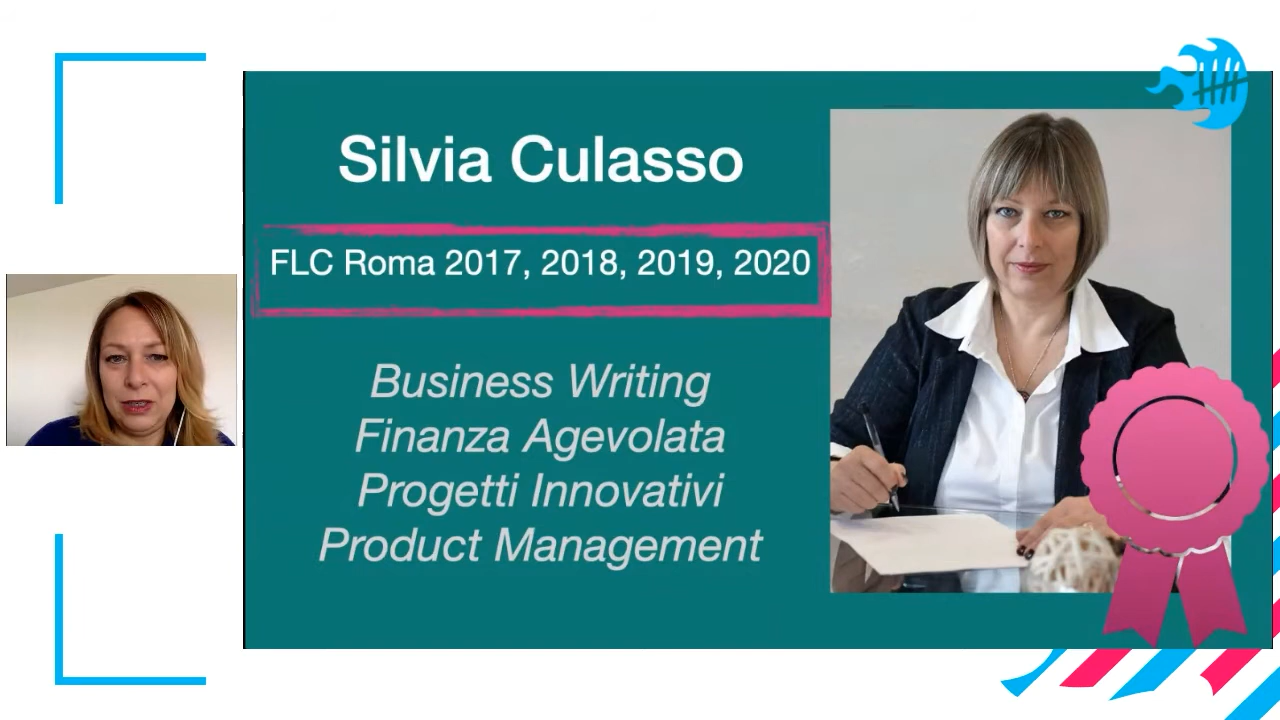 Silvia Culasso
FLC Roma 2017, 2018, 2019, 2020
Business Writing
Finanza Agevolata
Progetti Innovativi
Product Management